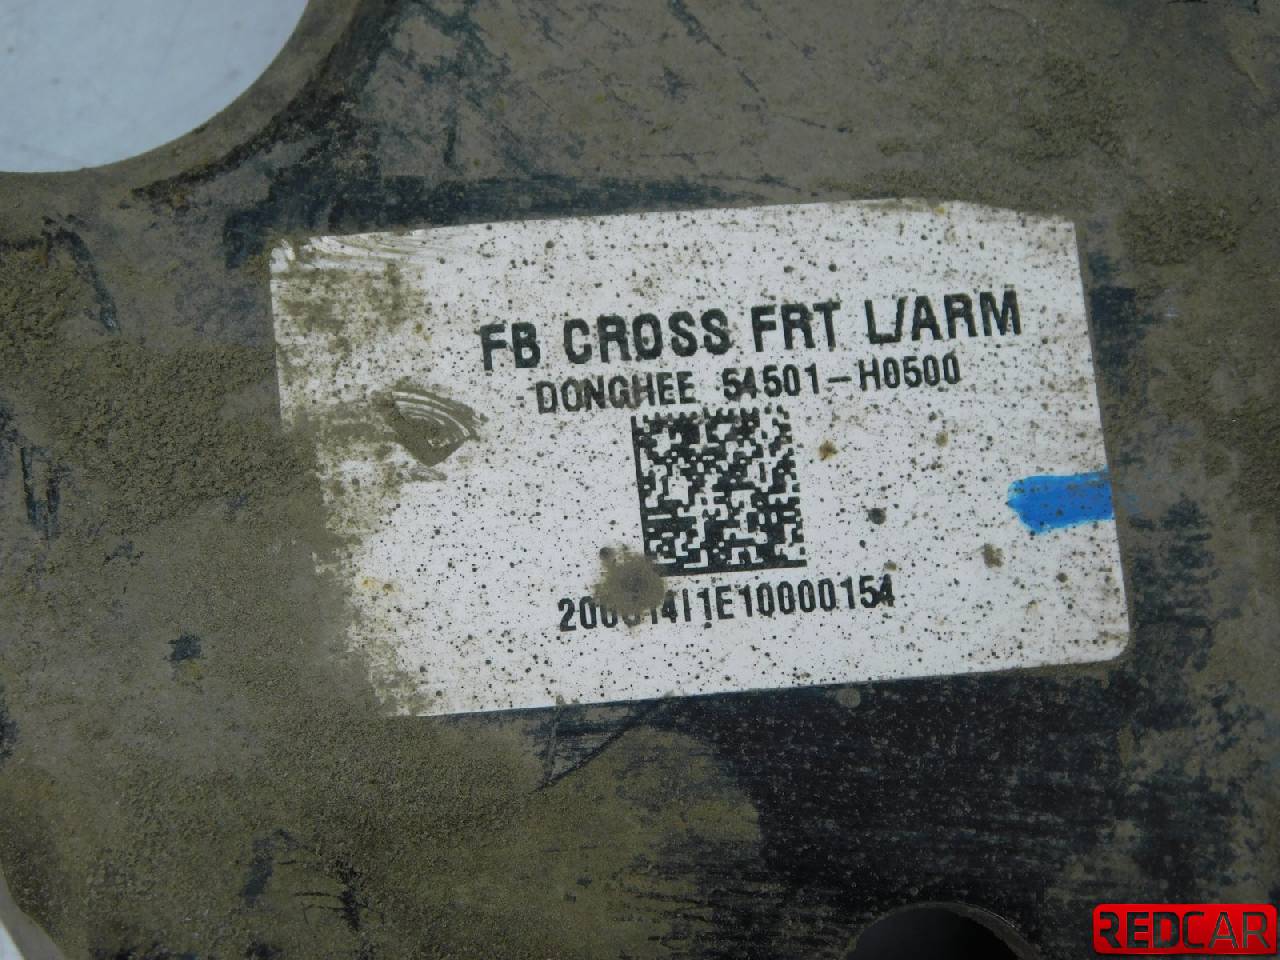 FB CROSS FRT L/ARM
DONGHEE 54501-H0500
REDCAR